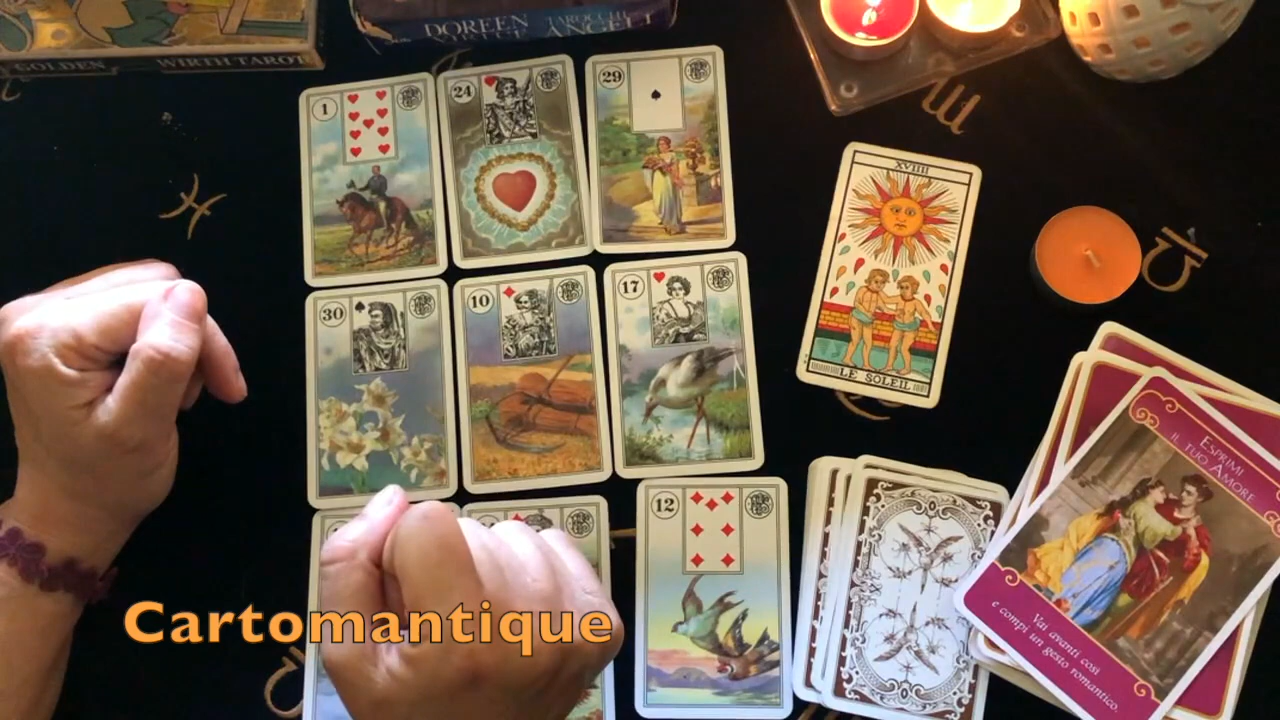 GOLDEN WIRTH TAROT
DOREEN
TAROCCHI
1
24
29
XVIIII
LE SOLEIL
30
10
17
12
ESPRIMI
IL TUO AMORE
Vai avanti così
e compi un gesto romantico.
Cartomantique